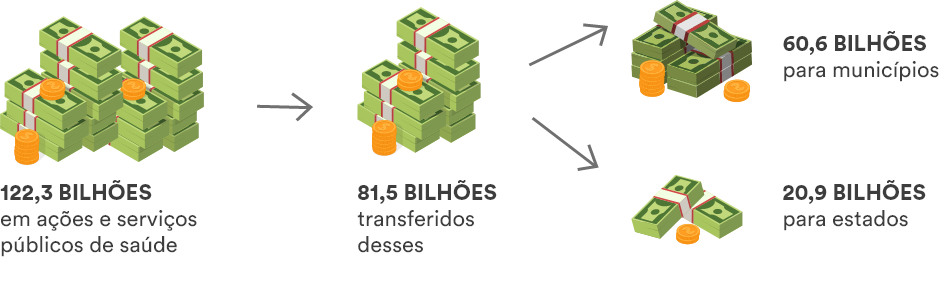 122,3 BILHÕES
em ações e serviços
públicos de saúde
81,5 BILHÕES
transferidos
desses
60,6 BILHÕES
para municípios
20,9 BILHÕES
para estados